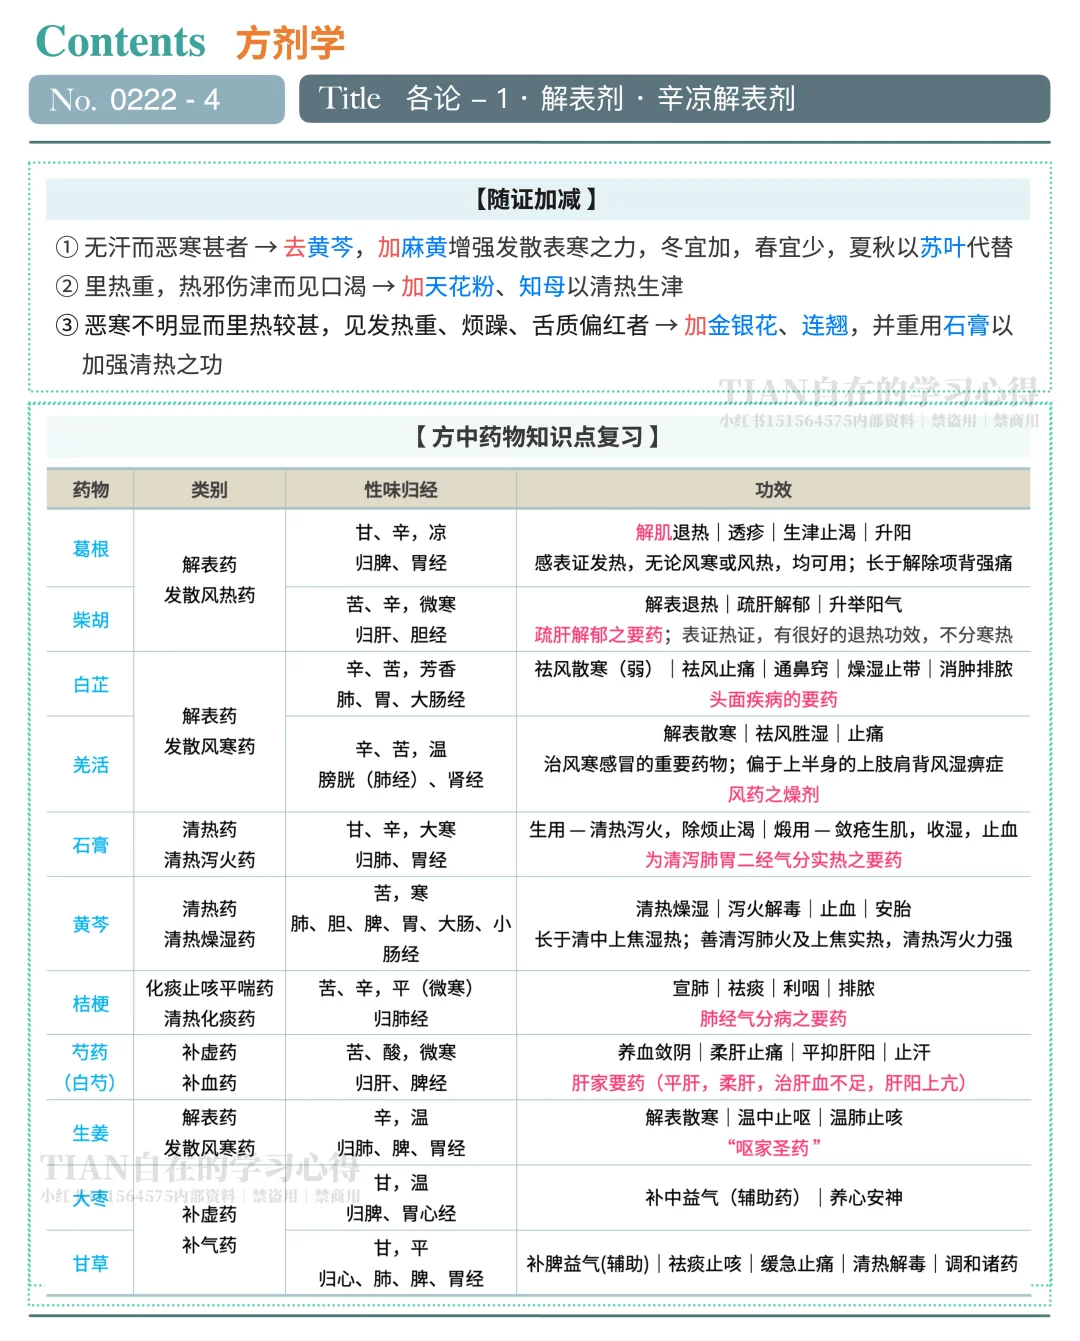 Contents 方剂学
No. 0222 - 4
Title 各论 – 1 · 解表剂 · 辛凉解表剂
【随证加减】
① 无汗而恶寒甚者 → 去黄芩，加麻黄增强发散表寒之力，冬宜加，春宜少，夏秋以苏叶代替
② 里热重，热邪伤津而见口渴 → 加天花粉、知母以清热生津
③ 恶寒不明显而里热较甚，见发热重、烦躁、舌质偏红者 → 加金银花、连翘，并重用石膏以
加强清热之功
TIAN自在的学习心得
小红书151564575内部资料｜禁盗用｜禁商用
【 方中药物知识点复习 】
药物 类别 性味归经 功效
葛根
解表药
发散风热药
甘、辛，凉
归脾、胃经
解肌退热｜透疹｜生津止渴｜升阳
感表证发热，无论风寒或风热，均可用；长于解除项背强痛
柴胡
苦、辛，微寒
归肝、胆经
解表退热｜疏肝解郁｜升举阳气
疏肝解郁之要药；表证热证，有很好的退热功效，不分寒热
白芷
解表药
发散风寒药
辛、苦，芳香
肺、胃、大肠经
祛风散寒（弱）｜祛风止痛｜通鼻窍｜燥湿止带｜消肿排脓
头面疾病的要药
羌活
辛、苦，温
膀胱（肺经）、肾经
解表散寒｜祛风胜湿｜止痛
治风寒感冒的重要药物；偏于上半身的上肢肩背风湿痹症
风药之燥剂
石膏
清热药
清热泻火药
甘、辛，大寒
归肺、胃经
生用 — 清热泻火，除烦止渴｜煅用 — 敛疮生肌，收湿，止血
为清泻肺胃二经气分实热之要药
黄芩
清热药
清热燥湿药
苦，寒
肺、胆、脾、胃、大肠、小
肠经
清热燥湿｜泻火解毒｜止血｜安胎
长于清中上焦湿热；善清泻肺火及上焦实热，清热泻火力强
桔梗
化痰止咳平喘药
清热化痰药
苦、辛，平（微寒）
归肺经
宣肺｜祛痰｜利咽｜排脓
肺经气分病之要药
芍药
（白芍）
补虚药
补血药
苦、酸，微寒
归肝、脾经
养血敛阴｜柔肝止痛｜平抑肝阳｜止汗
肝家要药（平肝，柔肝，治肝血不足，肝阳上亢）
生姜
解表药
发散风寒药
辛，温
归肺、脾、胃经
解表散寒｜温中止呕｜温肺止咳
“呕家圣药 ”
TIAN自在的学习心得
小红书151564575内部资料｜禁盗用｜禁商用
大枣
补虚药
补气药
甘，温
归脾、胃心经
补中益气（辅助药）｜养心安神
甘草
甘，平
归心、肺、脾、胃经
补脾益气(辅助)｜祛痰止咳｜缓急止痛｜清热解毒｜调和诸药